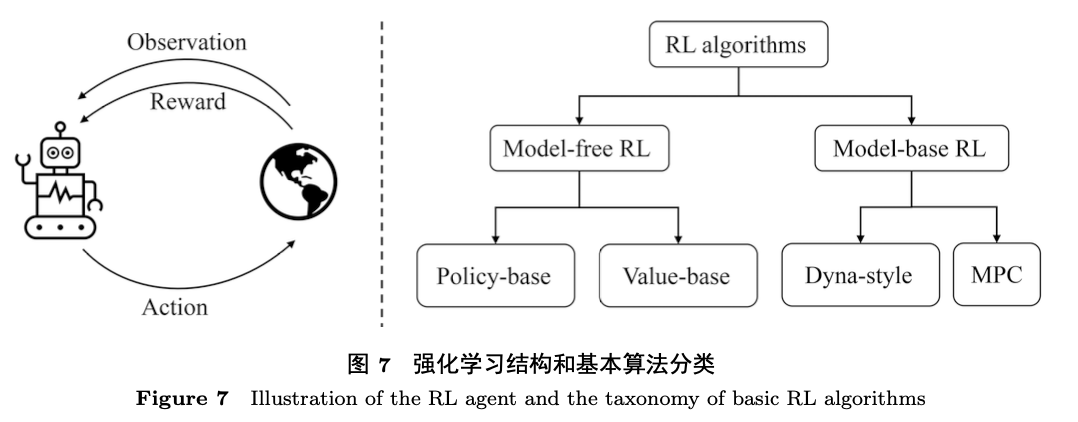 Observation
Reward
Action
RL algorithms
Model-free RL
Model-base RL
Policy-base
Value-base
Dyna-style
MPC
图 7 强化学习结构和基本算法分类
Figure 7 Illustration of the RL agent and the taxonomy of basic RL algorithms